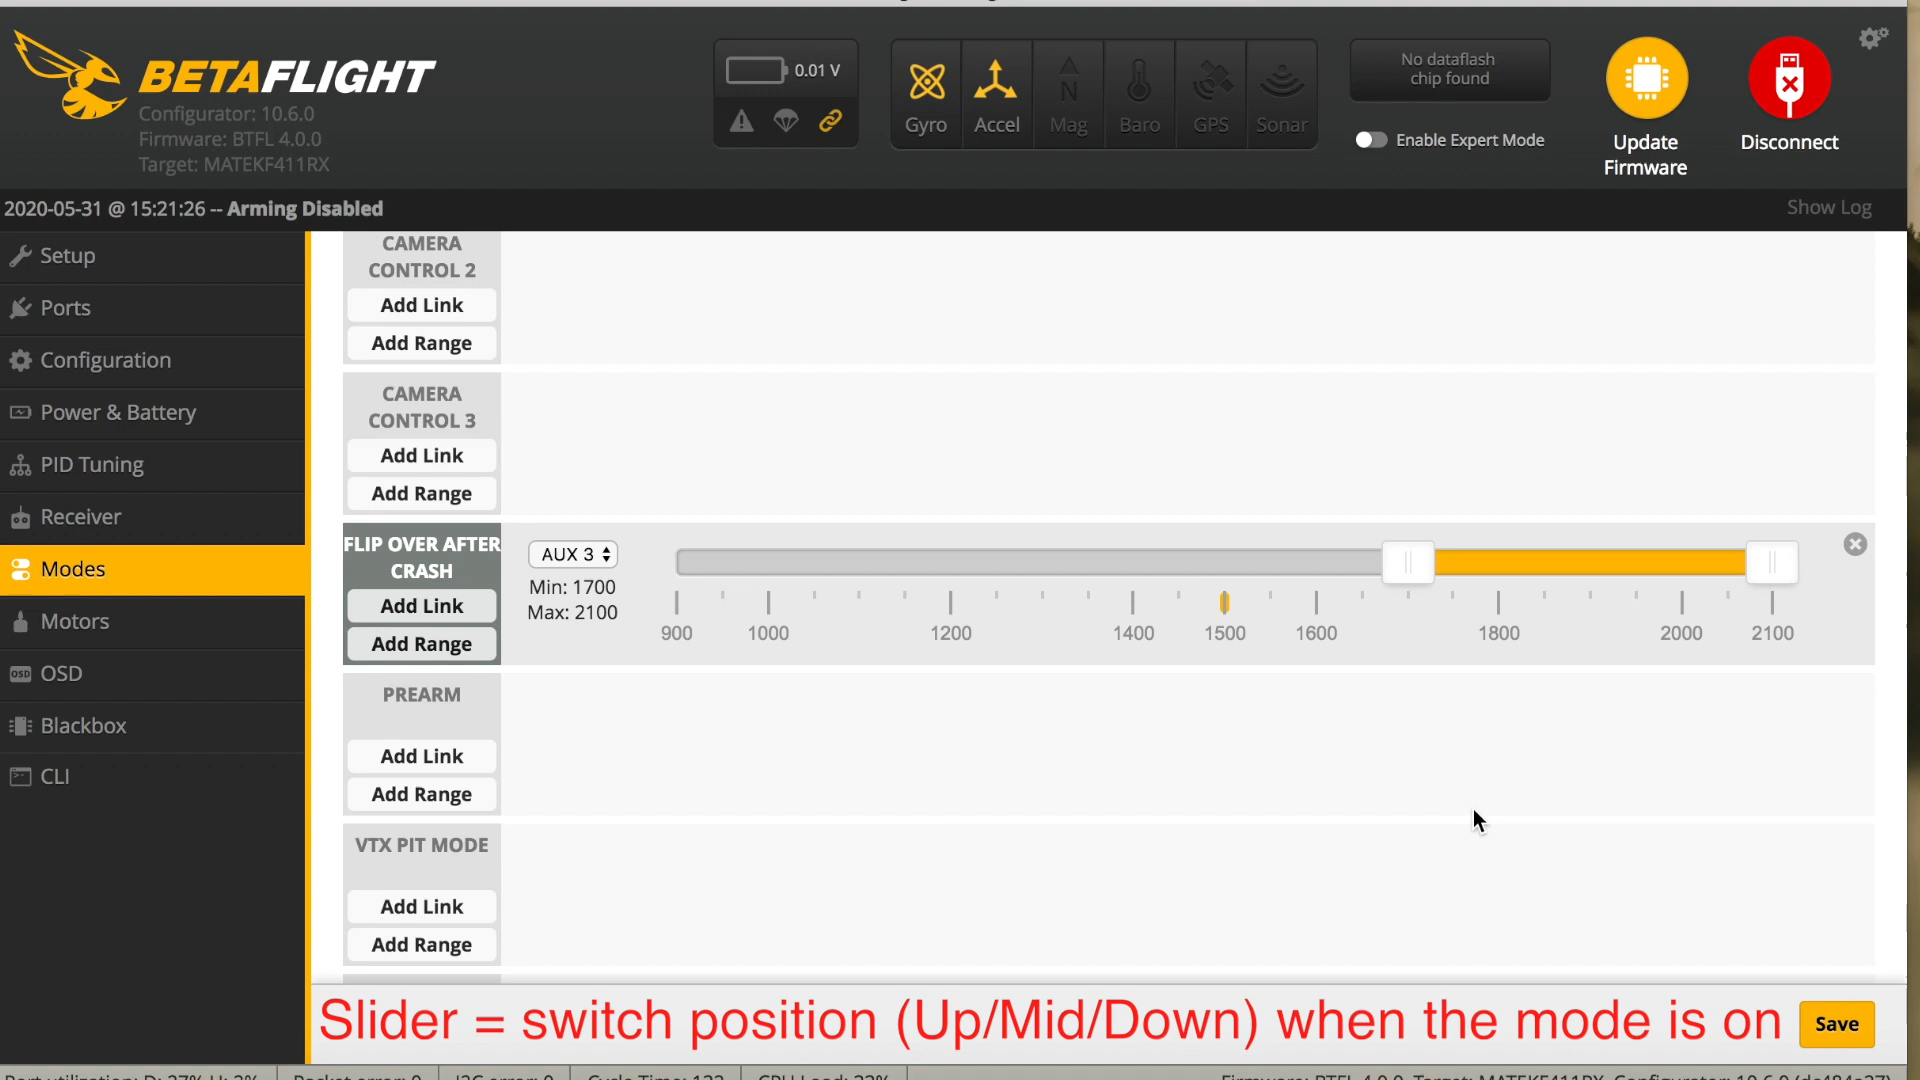 BETAFLIGHT
Configurator: 10.6.0
Firmware: BTFL 4.0.0
Target: MATEKF411RX
0.01 V
Gyro
Accel
Mag
Baro
GPS
Sonar
No dataflash
chip found
Enable Expert Mode
Update
Firmware
Disconnect
2020-05-31 @ 15:21:26 -- Arming Disabled
Show Log
Setup
Ports
Configuration
Power & Battery
PID Tuning
Receiver
Modes
Motors
OSD
OSD
Blackbox
CLI
CAMERA
CONTROL 2
Add Link
Add Range
CAMERA
CONTROL 3
Add Link
Add Range
FLIP OVER AFTER
CRASH
Add Link
Add Range
AUX 3
Min: 1700
Max: 2100
900 1000 1200 1400 1500 1600 1800 2000 2100
PREARM
Add Link
Add Range
VTX PIT MODE
Add Link
Add Range
Slider = switch position (Up/Mid/Down) when the mode is on
Save